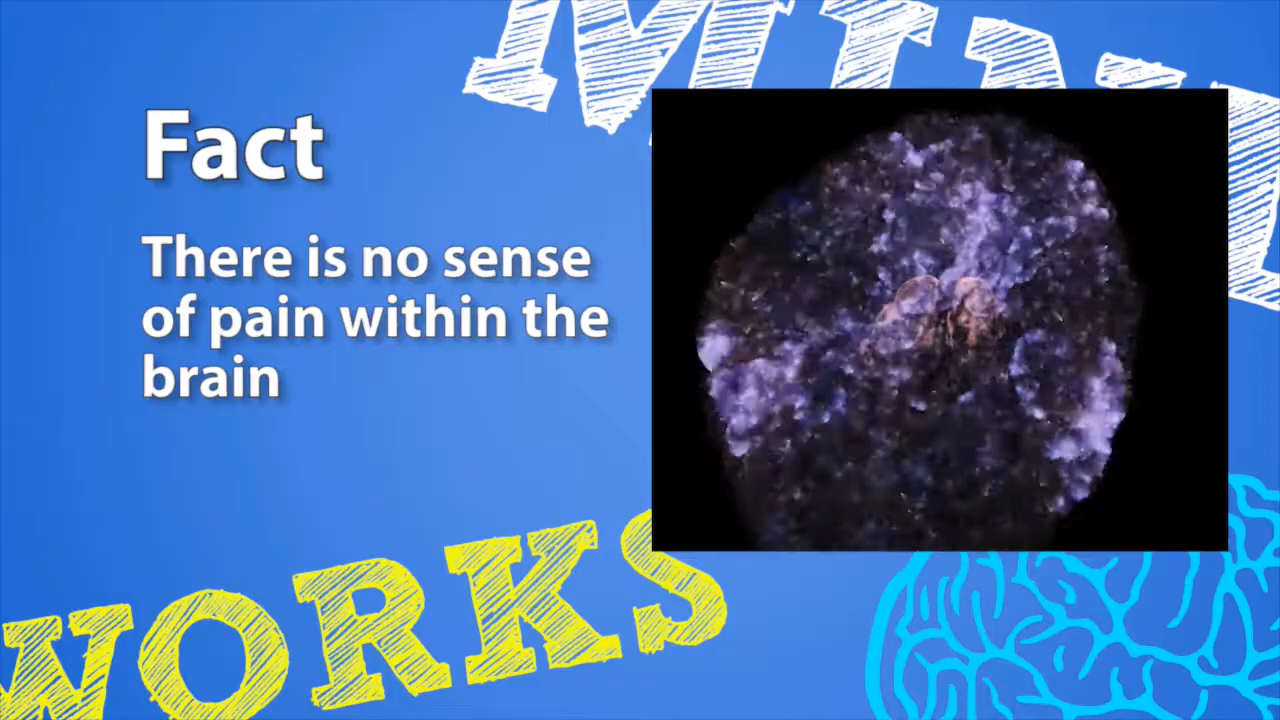 Fact
There is no sense
of pain within the
brain
WORKS